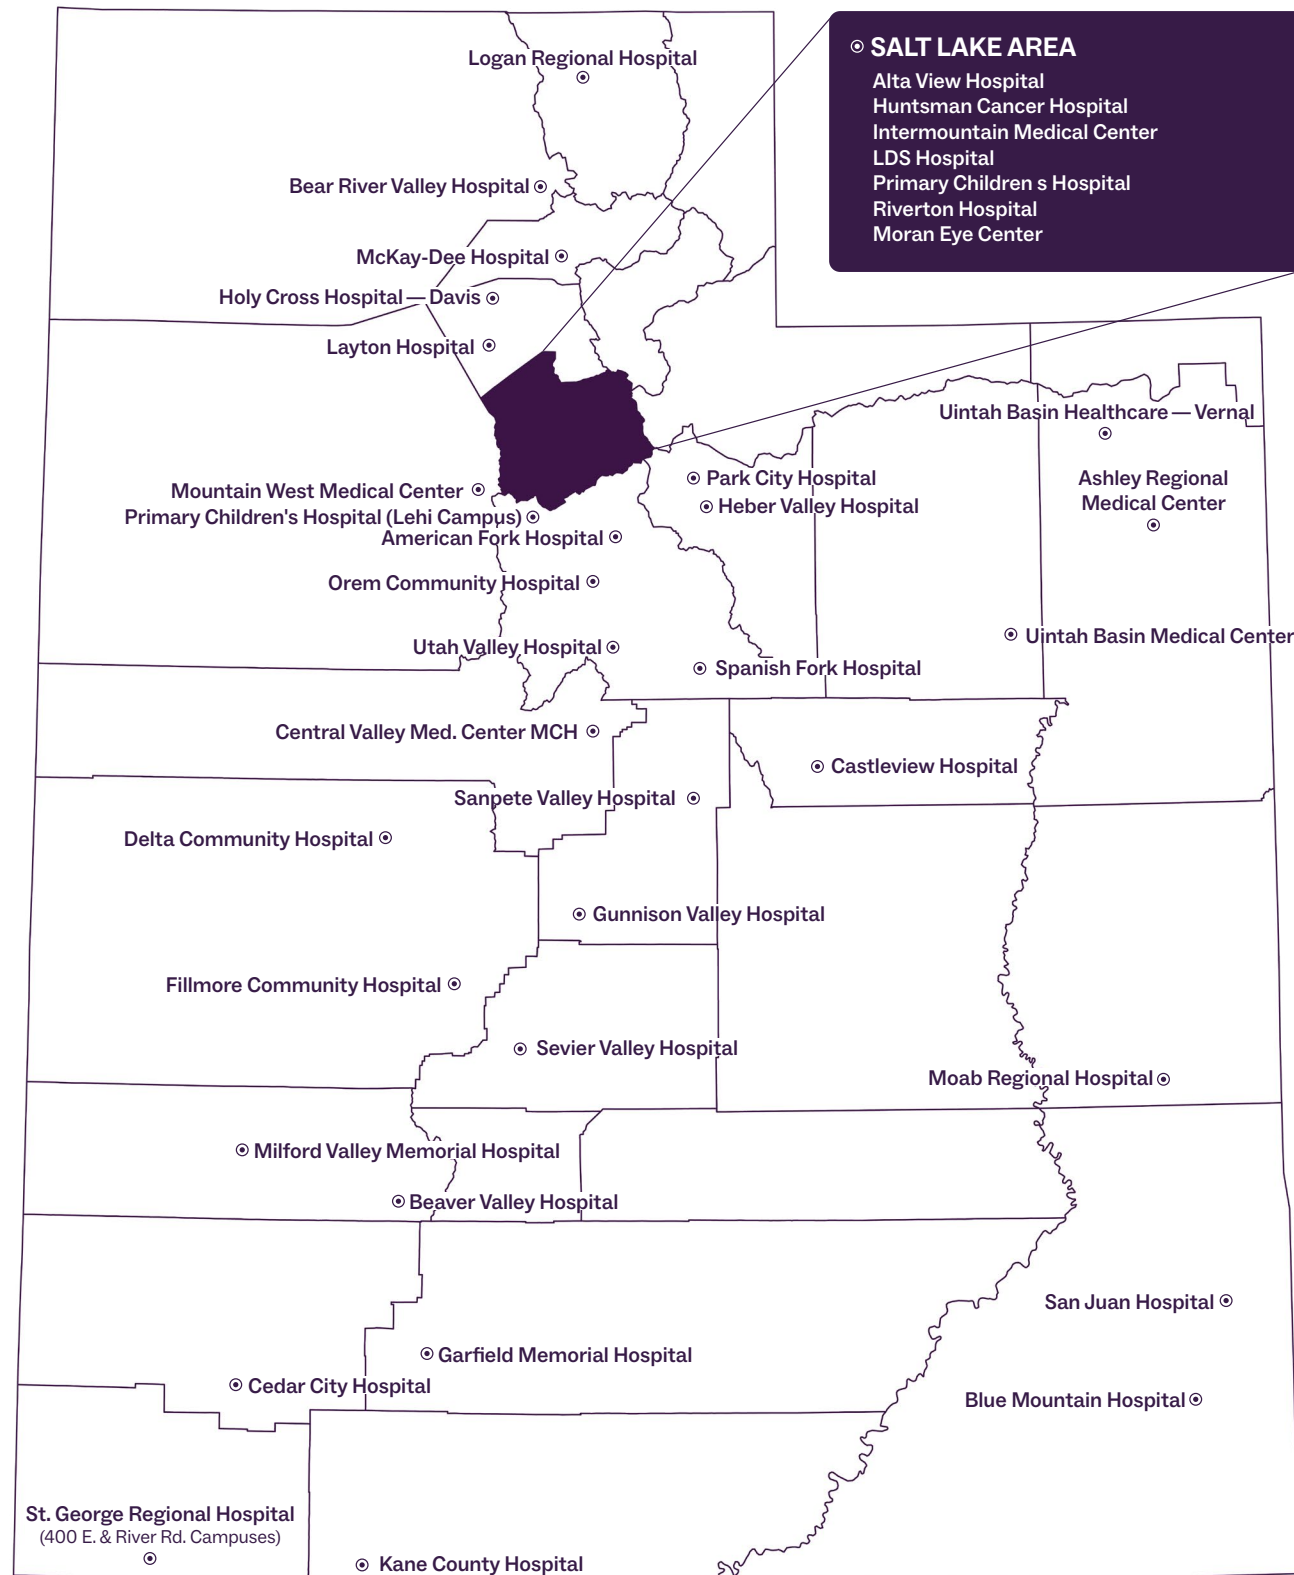 SALT LAKE AREA
Alta View Hospital
Huntsman Cancer Hospital
Intermountain Medical Center
LDS Hospital
Primary Children s Hospital
Riverton Hospital
Moran Eye Center
Logan Regional Hospital
Bear River Valley Hospital
McKay-Dee Hospital
Holy Cross Hospital — Davis
Layton Hospital
Uintah Basin Healthcare — Vernal
Park City Hospital
Ashley Regional
Medical Center
Mountain West Medical Center
Heber Valley Hospital
Primary Children's Hospital (Lehi Campus)
American Fork Hospital
Orem Community Hospital
Uintah Basin Medical Center
Utah Valley Hospital
Spanish Fork Hospital
Central Valley Med. Center MCH
Castleview Hospital
Sanpete Valley Hospital
Delta Community Hospital
Gunnison Valley Hospital
Fillmore Community Hospital
Sevier Valley Hospital
Moab Regional Hospital
Milford Valley Memorial Hospital
Beaver Valley Hospital
San Juan Hospital
Garfield Memorial Hospital
Cedar City Hospital
Blue Mountain Hospital
St. George Regional Hospital
(400 E. & River Rd. Campuses)
Kane County Hospital